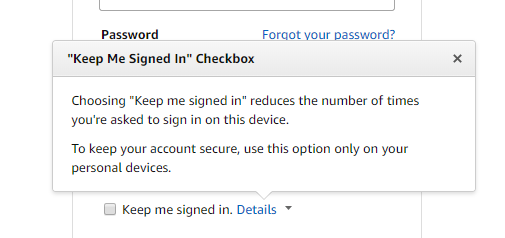 Password Forgot your password?
"Keep Me Signed In" Checkbox
Choosing "Keep me signed in" reduces the number of times
you're asked to sign in on this device.
To keep your account secure, use this option only on your
personal devices.
Keep me signed in. Details